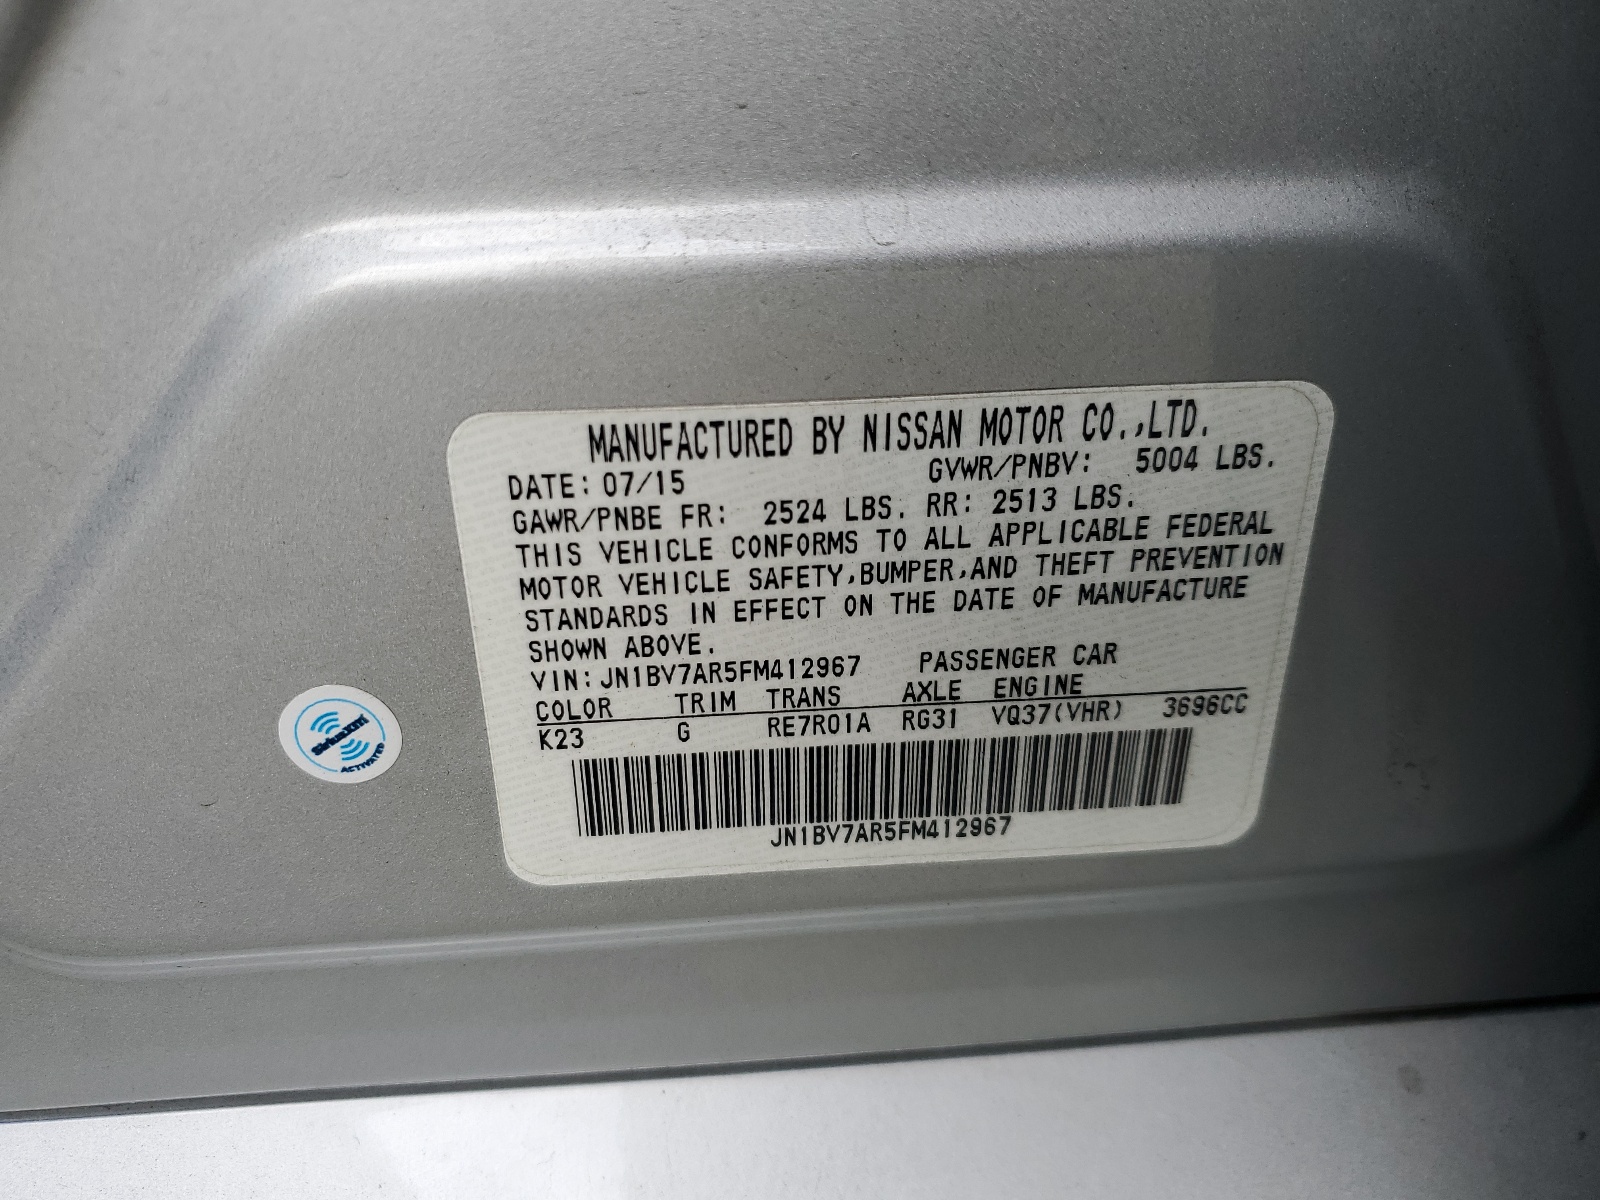 MANUFACTURED BY NISSAN MOTOR CO.,LTD.
DATE: 07/15 GVWR/PNBV: 5004 LBS.
GAWR/PNBE FR: 2524 LBS. RR: 2513 LBS.
THIS VEHICLE CONFORMS TO ALL APPLICABLE FEDERAL
MOTOR VEHICLE SAFETY,BUMPER,AND THEFT PREVENTION
STANDARDS IN EFFECT ON THE DATE OF MANUFACTURE
SHOWN ABOVE.
VIN: JN1BV7AR5FM412967 PASSENGER CAR
COLOR TRIM TRANS AXLE ENGINE
K23 G RE7R01A RG31 VQ37(VHR) 3696CC
JN1BV7AR5FM412967
SiriusXM
ACTIVATED